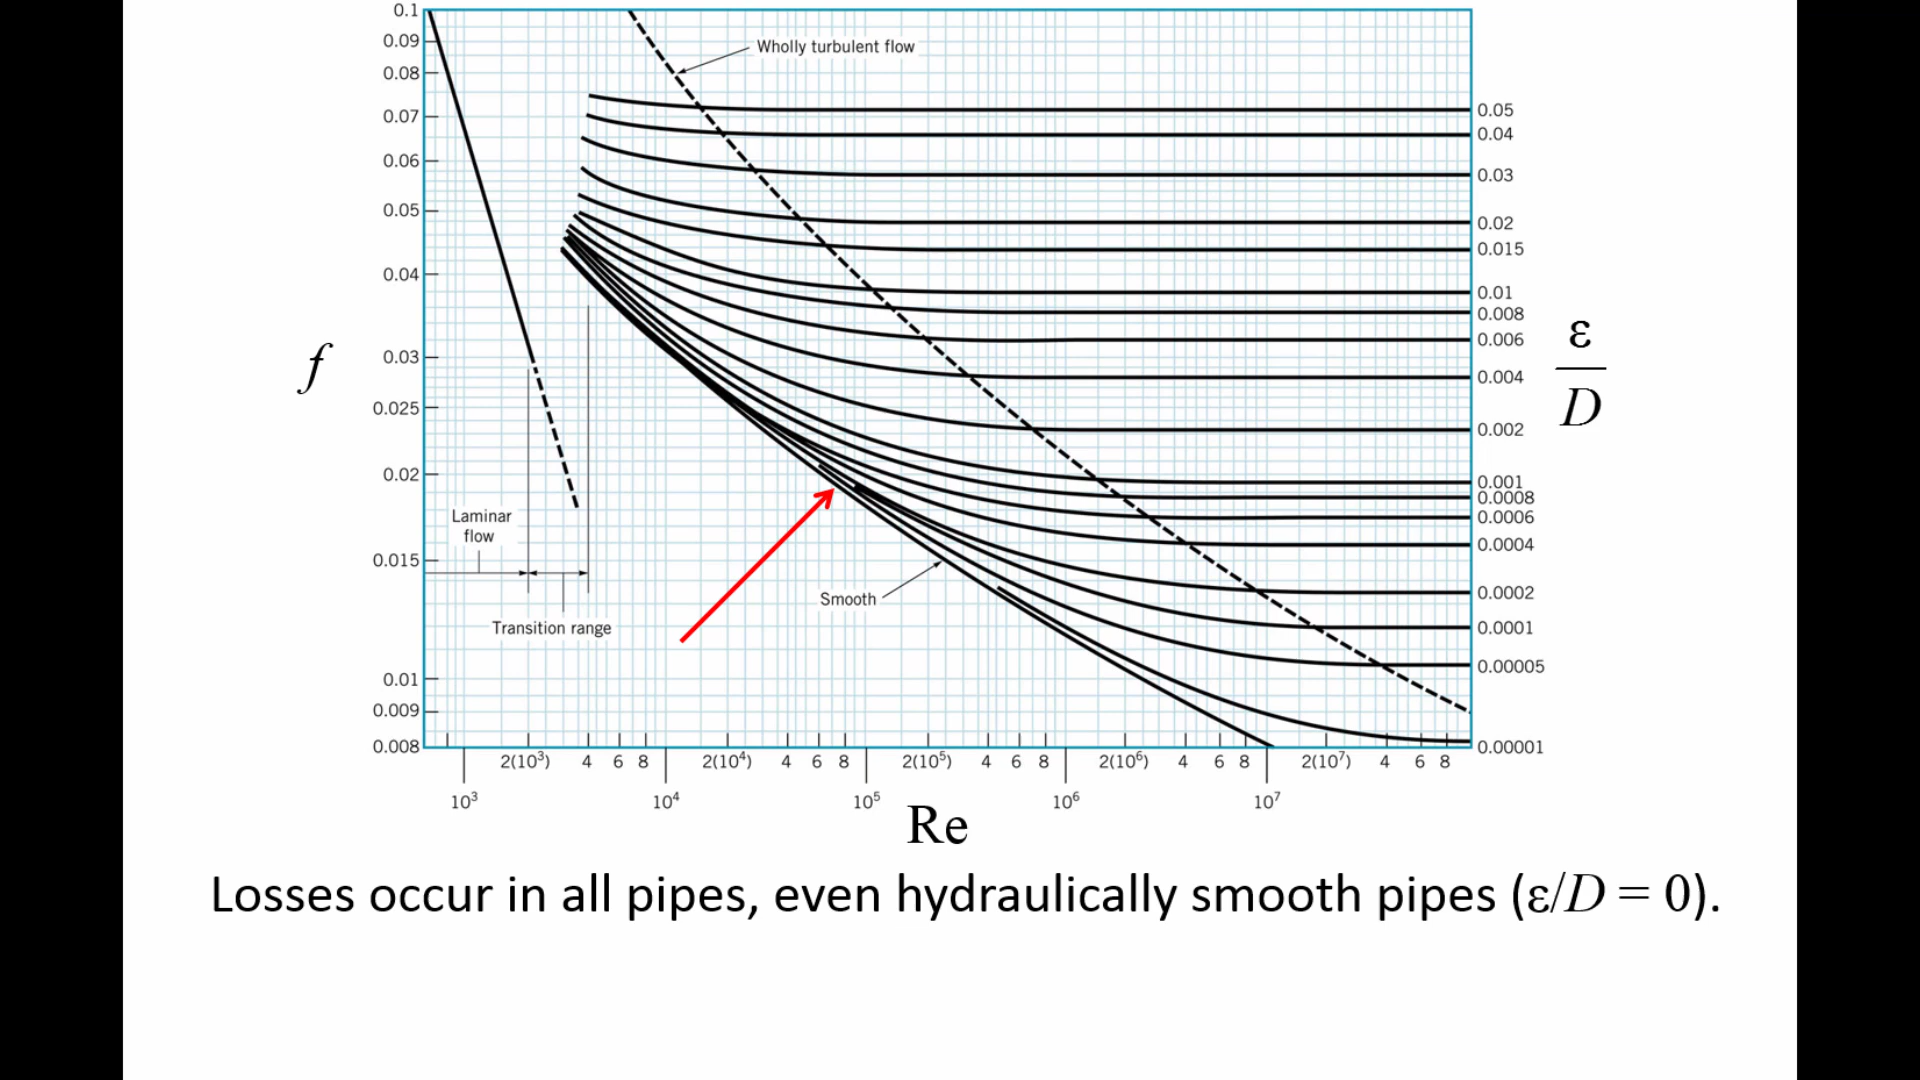 0.1
0.09
0.08
0.07
0.06
0.05
0.04
0.03
0.025
0.02
0.015
0.01
0.009
0.008
f
Wholly turbulent flow
Laminar
flow
Transition range
Smooth
0.05
0.04
0.03
0.02
0.015
0.01
0.008
0.006
0.004
0.002
0.001
0.0008
0.0006
0.0004
0.0002
0.0001
0.00005
0.00001
ε
D
2(10³) 4 6 8 2(10⁴) 4 6 8 2(10⁵) 4 6 8 2(10⁶) 4 6 8 2(10⁷) 4 6 8
10³ 10⁴ 10⁵ 10⁶ 10⁷
Re
Losses occur in all pipes, even hydraulically smooth pipes (ε/D = 0).